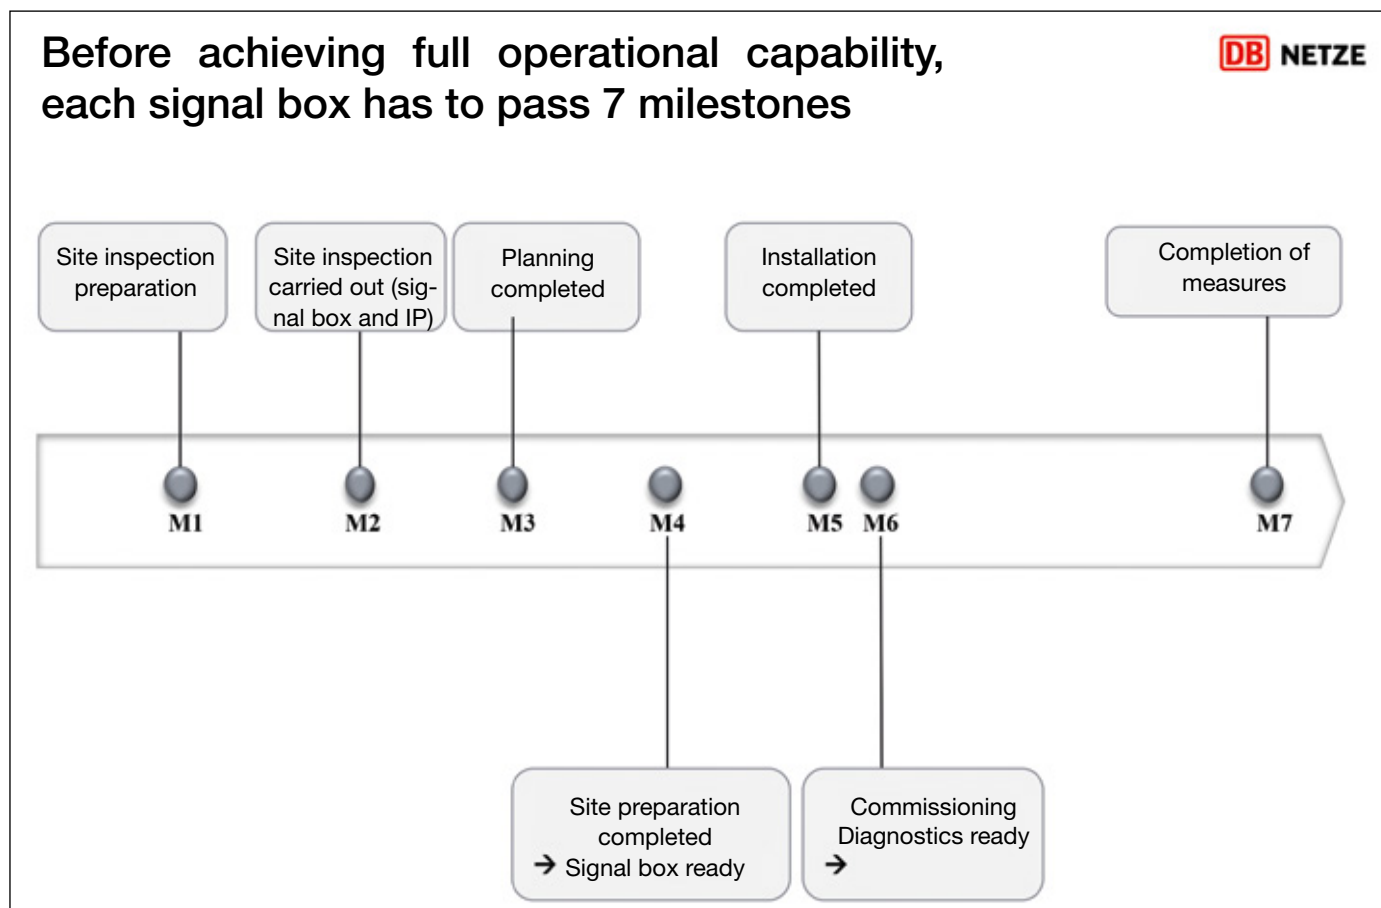 Before achieving full operational capability,
each signal box has to pass 7 milestones
DB NETZE
Site inspection
preparation
Site inspection
carried out (sig-
nal box and IP)
Planning
completed
Installation
completed
Completion of
measures
M1
M2
M3
M4
M5
M6
M7
Site preparation
completed
→ Signal box ready
Commissioning
Diagnostics ready
→